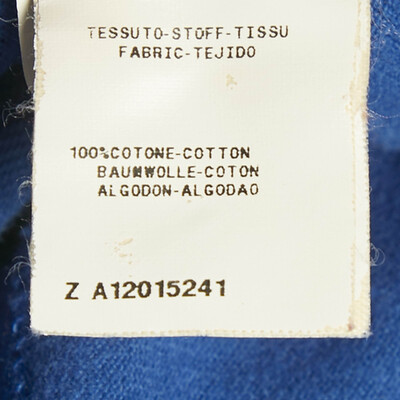 TESSUTO-STOFF-TISSU
FABRIC-TEJIDO
100%COTONE-COTTON
BAUMWOLLE-COTON
ALGODON-ALGODAO
Z A12015241